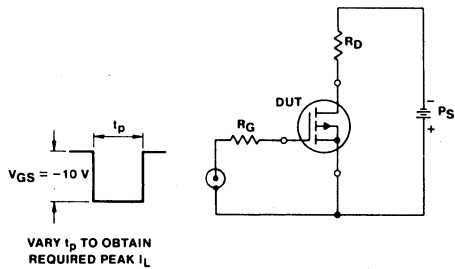 tp
VGS = −10 V
VARY tp TO OBTAIN
REQUIRED PEAK IL
RD
DUT
RG
−
PS
+